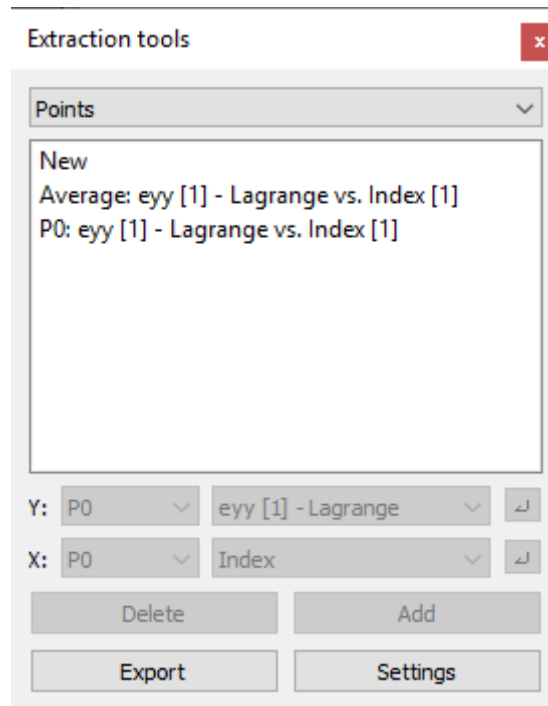 Extraction tools
x
Points
New
Average: eyy [1] - Lagrange vs. Index [1]
P0: eyy [1] - Lagrange vs. Index [1]
Y: P0 eyy [1] - Lagrange
X: P0 Index
Delete Add
Export Settings